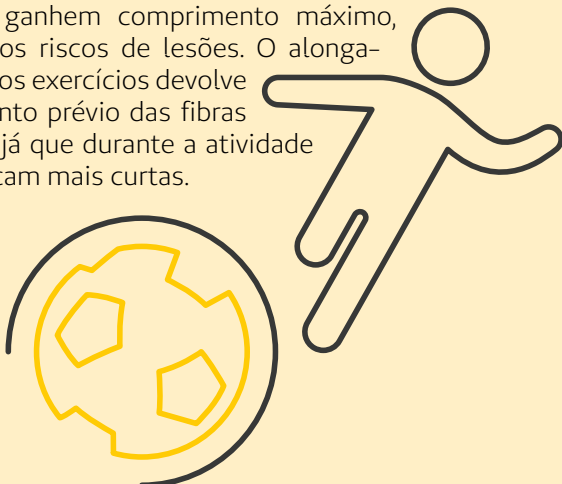 ganhem comprimento máximo,
os riscos de lesões. O alonga-
os exercícios devolve
nto prévio das fibras
já que durante a atividade
cam mais curtas.